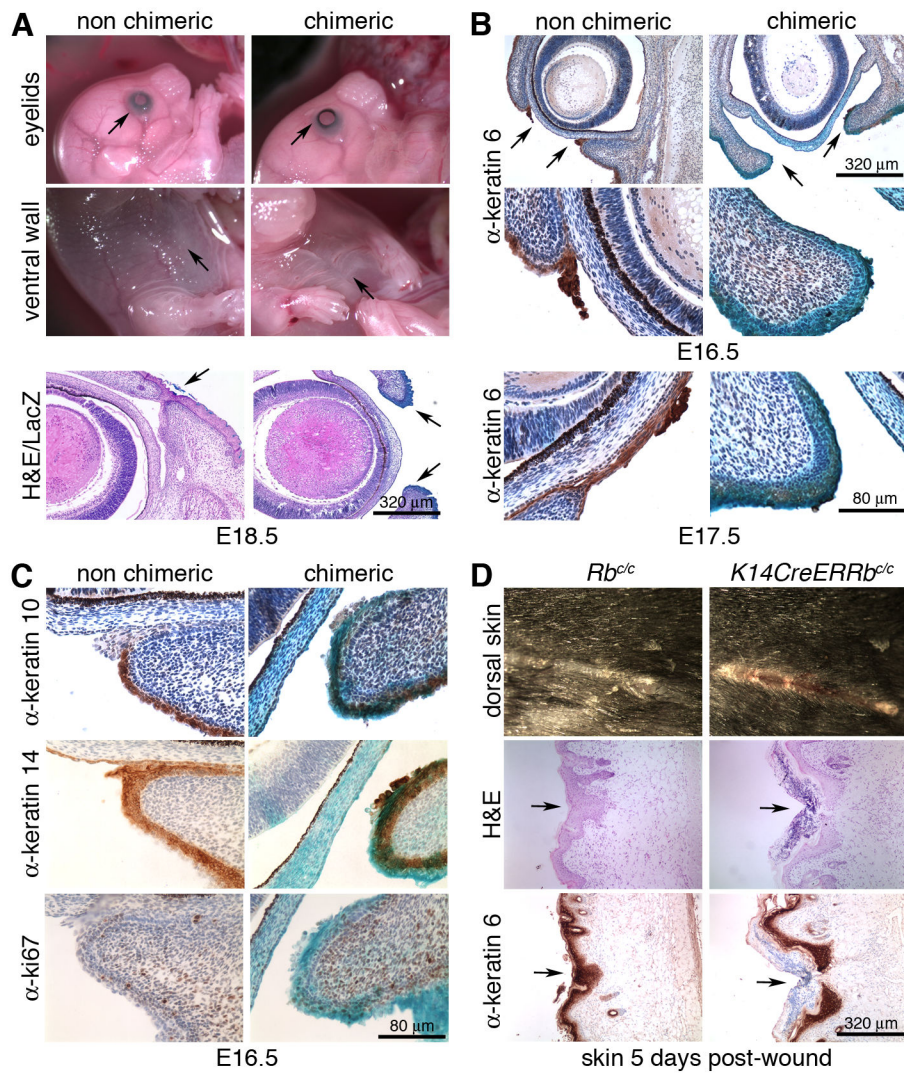 A
non chimeric
chimeric
eyelids
ventral wall
H&E/LacZ
320 µm
E18.5
B
non chimeric
chimeric
α-keratin 6
320 µm
E16.5
α-keratin 6
80 µm
E17.5
C
non chimeric
chimeric
α-keratin 10
α-keratin 14
α-ki67
80 µm
E16.5
D
Rbc/c
K14CreERRbc/c
dorsal skin
H&E
α-keratin 6
320 µm
skin 5 days post-wound